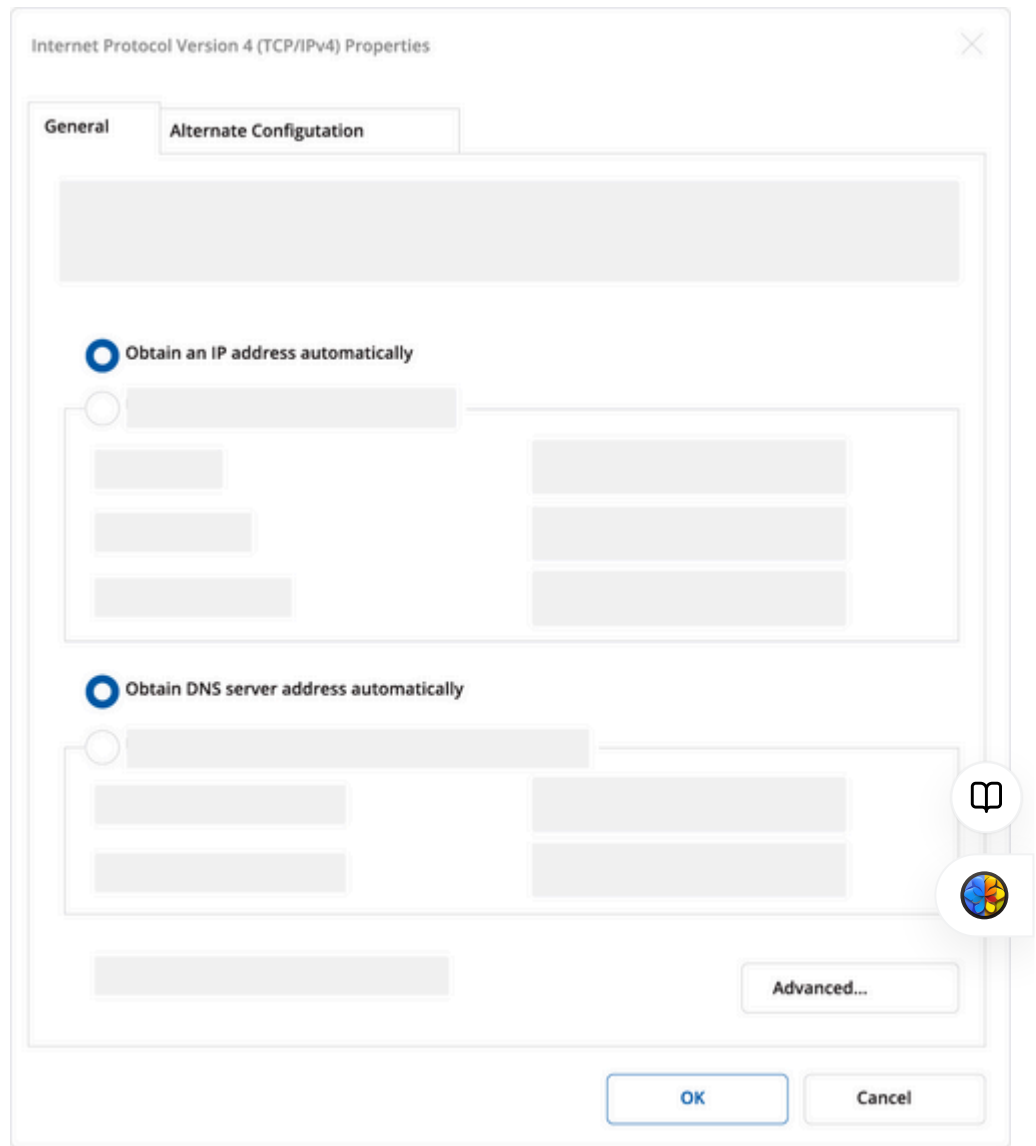 Internet Protocol Version 4 (TCP/IPv4) Properties
General
Alternate Configutation
Obtain an IP address automatically
Obtain DNS server address automatically
Advanced...
OK
Cancel